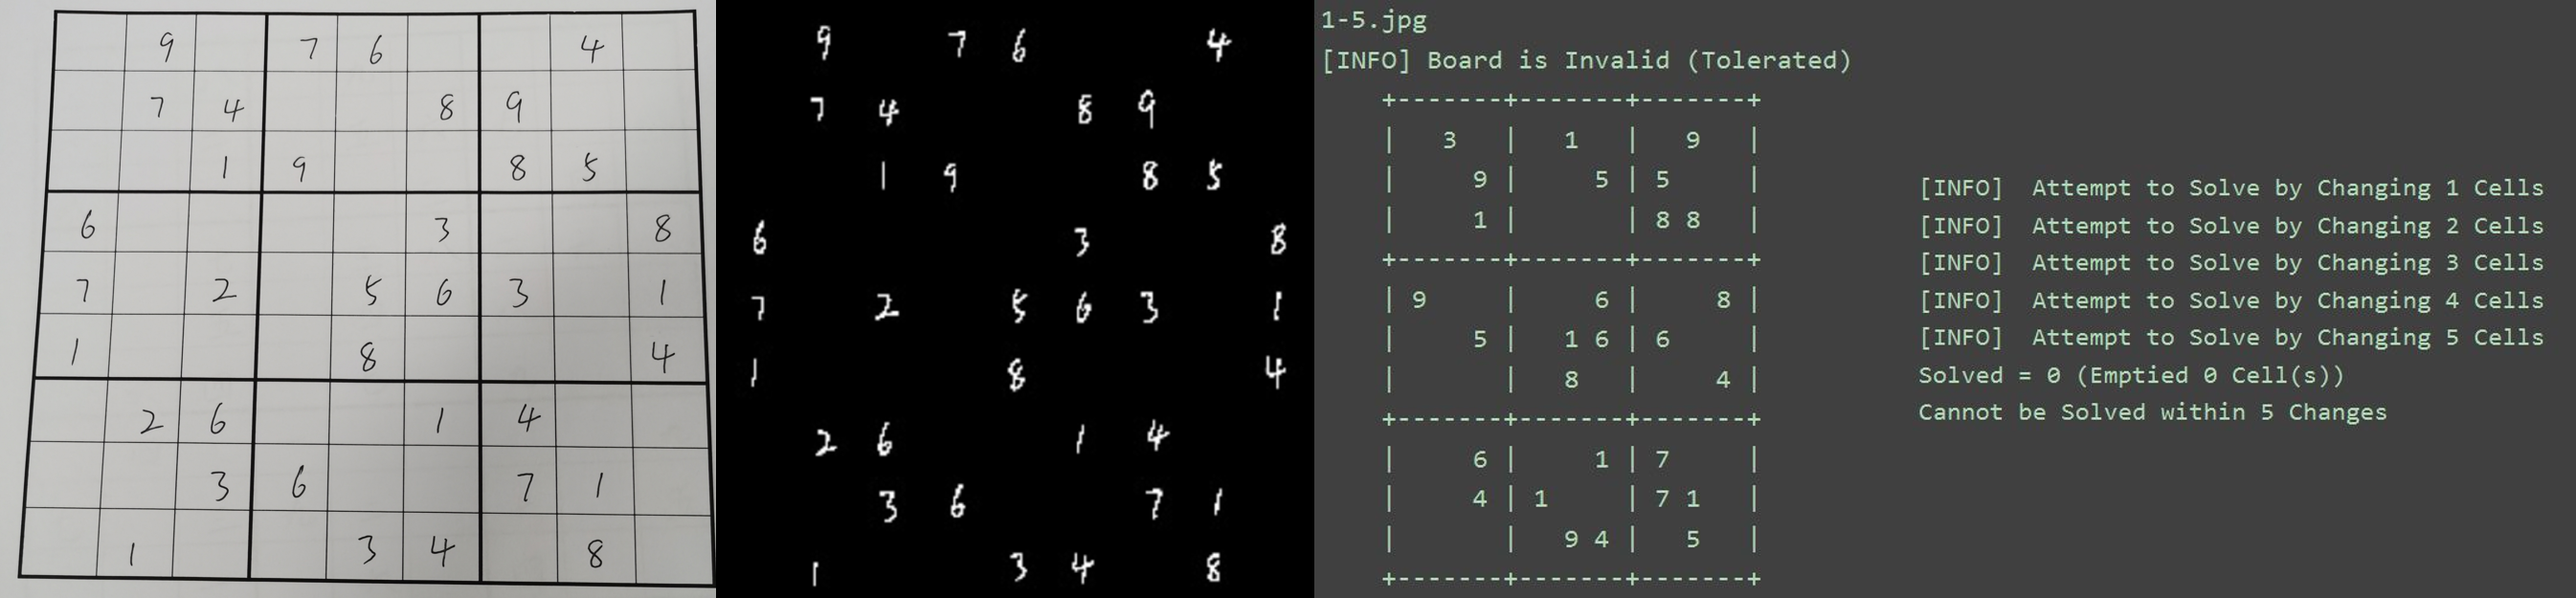 9 7 6 4
7 4 8 9
1 9 8 5
6 3 8
7 2 5 6 3 1
1 8 4
2 6 1 4
3 6 7 1
1 3 4 8
9 7 6 4
7 4 8 9
1 9 8 5
6 3 8
7 2 5 6 3 1
1 8 4
2 6 1 4
3 6 7 1
1 3 4 8
1-5.jpg
[INFO] Board is Invalid (Tolerated)
+-------+-------+-------+
|   3   |   1   |   9   |
|     9 |     5 | 5     |
|     1 |       | 8 8   |
+-------+-------+-------+
| 9     |     6 |     8 |
|     5 |   1 6 | 6     |
|       |   8   |     4 |
+-------+-------+-------+
|     6 |     1 | 7     |
|     4 | 1     | 7 1   |
|       |   9 4 |   5   |
+-------+-------+-------+
[INFO]  Attempt to Solve by Changing 1 Cells
[INFO]  Attempt to Solve by Changing 2 Cells
[INFO]  Attempt to Solve by Changing 3 Cells
[INFO]  Attempt to Solve by Changing 4 Cells
[INFO]  Attempt to Solve by Changing 5 Cells
Solved = 0 (Emptied 0 Cell(s))
Cannot be Solved within 5 Changes